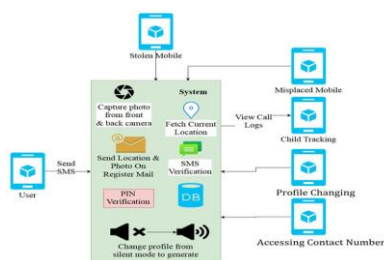 Stolen Mobile
System
Misplaced Mobile
Capture photo
from front
& back camera
Fetch Current
Location
View Call
Logs
Child Tracking
Send
SMS
User
Send Location &
Photo On
Register Mail
SMS
Verification
PIN
Verification
DB
Profile Changing
Accessing Contact Number
Change profile from
silent mode to generate